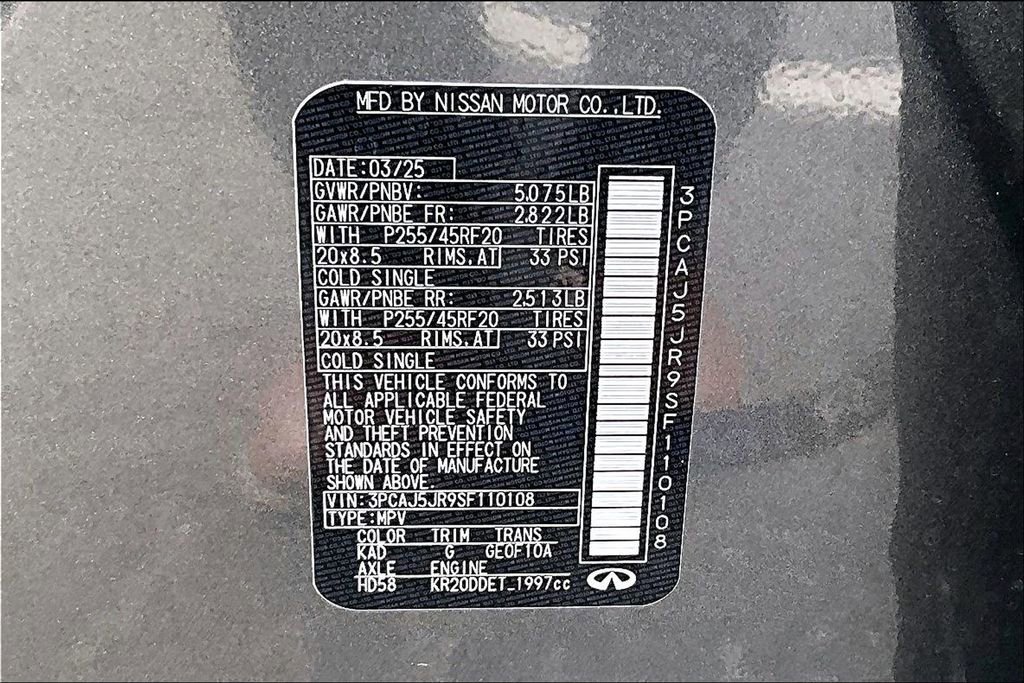 MFD BY NISSAN MOTOR CO.,LTD.
DATE:03/25
GVWR/PNBV: 5,075LB
GAWR/PNBE FR: 2,822LB
WITH P255/45RF20 TIRES
20x8.5 RIMS,AT 33 PSI
COLD SINGLE
GAWR/PNBE RR: 2,513LB
WITH P255/45RF20 TIRES
20x8.5 RIMS,AT 33 PSI
COLD SINGLE
THIS VEHICLE CONFORMS TO
ALL APPLICABLE FEDERAL
MOTOR VEHICLE SAFETY
AND THEFT PREVENTION
STANDARDS IN EFFECT ON
THE DATE OF MANUFACTURE
SHOWN ABOVE.
VIN:3PCAJ5JR9SF110108
TYPE:MPV
COLOR TRIM TRANS
KAD G GE0F10A
AXLE ENGINE
HD58 KR20DDET_1997cc
3PCAJ5JR9SF110108